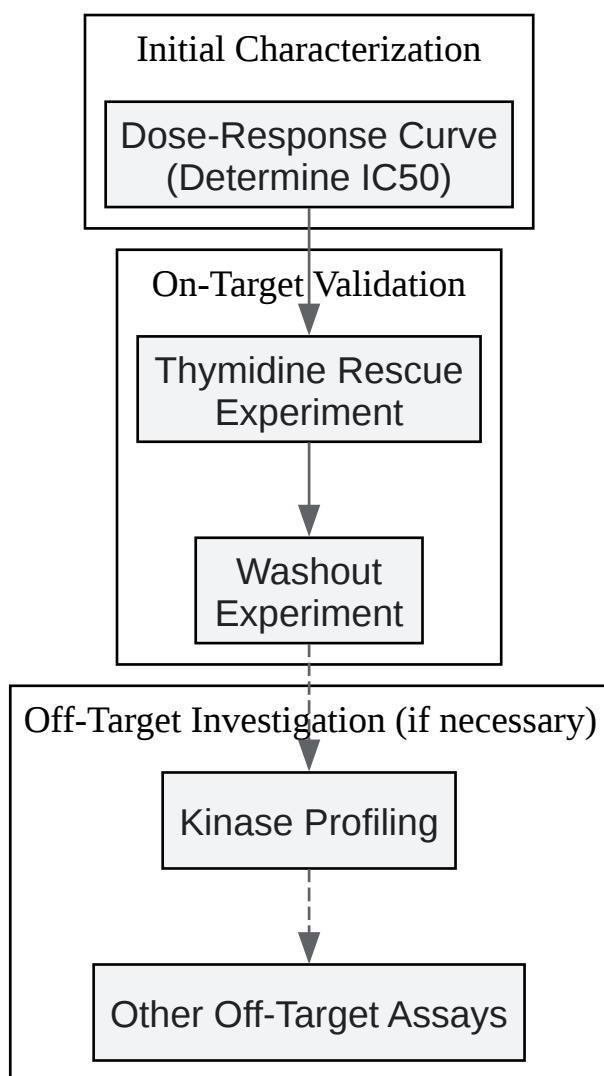 Initial Characterization
Dose-Response Curve
(Determine IC50)
On-Target Validation
Thymidine Rescue
Experiment
Washout
Experiment
Off-Target Investigation (if necessary)
Kinase Profiling
Other Off-Target Assays